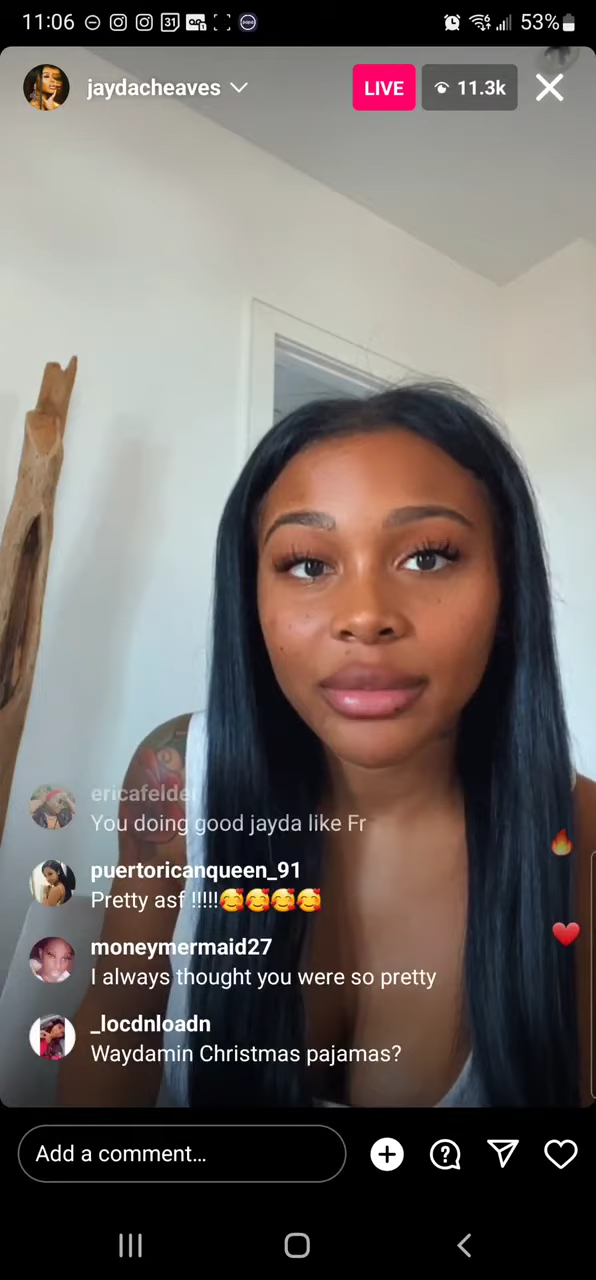 11:06
31
53%
jaydacheaves
LIVE
11.3k
ericafelder
You doing good jayda like Fr
puertoricanqueen_91
Pretty asf !!!!!🥰🥰🥰🥰
moneymermaid27
I always thought you were so pretty
_locdnloadn
Waydamin Christmas pajamas?
Add a comment…